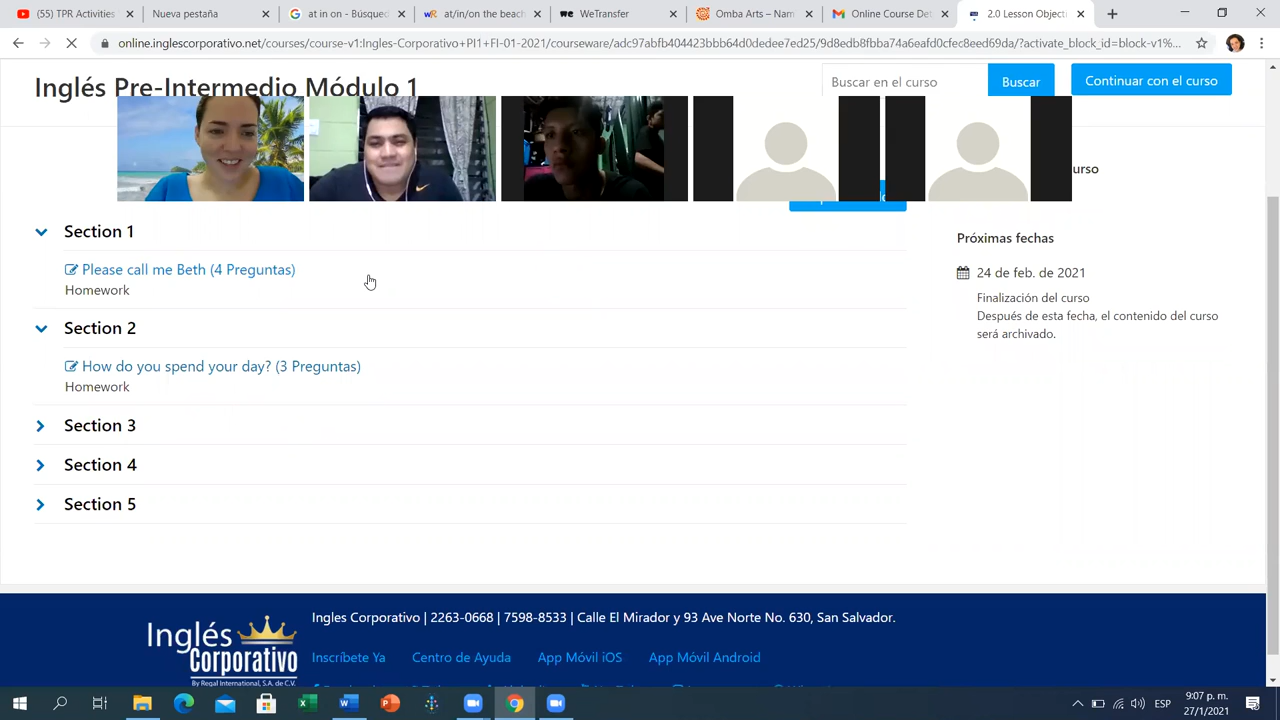 (55) TPR Activities
Nueva pestaña
at in on - Búsqued
at/in/on the beach
WeTransfer
Omba Arts – Nam
Online Course Det
2.0 Lesson Objecti
online.inglescorporativo.net/courses/course-v1:Ingles-Corporativo+PI1+FI-01-2021/courseware/adc97abfb404423bbb64d0dedee7ed25/9d8edb8fbba74a6eafd0cfec8eed69da/?activate_block_id=block-v1%...
Inglés Pre-Intermedio Módulo 1
Buscar en el curso
Buscar
Continuar con el curso
curso
Section 1
Please call me Beth (4 Preguntas)
Homework
Section 2
How do you spend your day? (3 Preguntas)
Homework
Section 3
Section 4
Section 5
Próximas fechas
24 de feb. de 2021
Finalización del curso
Después de esta fecha, el contenido del curso
será archivado.
Inglés
Corporativo
By Regal International, S.A. de C.V.
Ingles Corporativo | 2263-0668 | 7598-8533 | Calle El Mirador y 93 Ave Norte No. 630, San Salvador.
Inscríbete Ya
Centro de Ayuda
App Móvil iOS
App Móvil Android
ESP
9:07 p. m.
27/1/2021